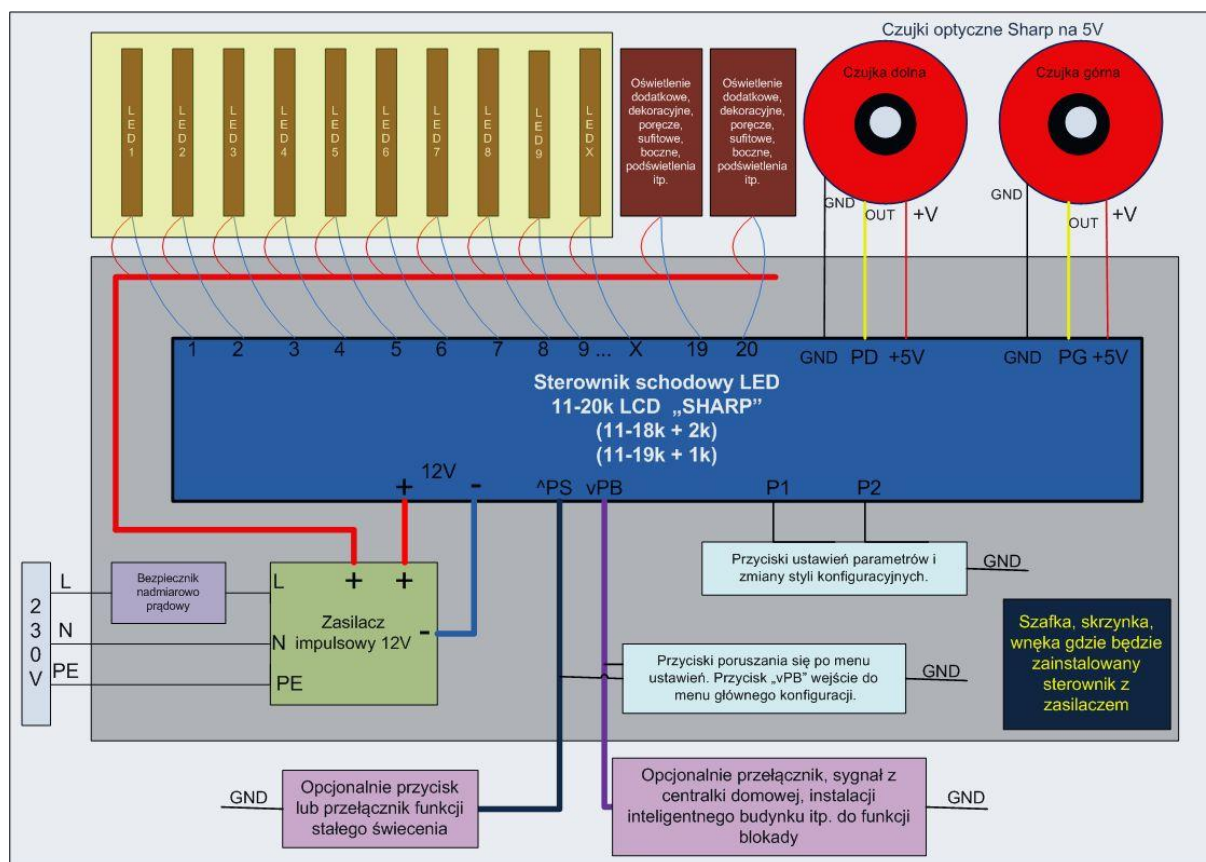 Czujki optyczne Sharp na 5V
LED1
LED2
LED3
LED4
LED5
LED6
LED7
LED8
LED9
LEDX
Oświetlenie
dodatkowe,
dekoracyjne,
poręcze,
sufitowe,
boczne,
podświetlenia
itp.
Oświetlenie
dodatkowe,
dekoracyjne,
poręcze,
sufitowe,
boczne,
podświetlenia
itp.
Czujka dolna
Czujka górna
GND
GND
OUT
+V
GND
OUT
+V
1 2 3 4 5 6 7 8 9 ... X 19 20
GND PD +5V
GND PG +5V
Sterownik schodowy LED
11-20k LCD „SHARP”
(11-18k + 2k)
(11-19k + 1k)
+ 12V -
^PS vPB
P1 P2
Przyciski ustawień parametrów i
zmiany styli konfiguracyjnych.
GND
230V
L
N
PE
Bezpiecznik
nadmiarowo
prądowy
L
+ +
Zasilacz
impulsowy 12V
-
N
PE
Przyciski poruszania się po menu
ustawień. Przycisk „vPB” wejście do
menu głównego konfiguracji.
GND
Szafka, skrzynka,
wnęka gdzie będzie
zainstalowany
sterownik z
zasilaczem
GND
Opcjonalnie przycisk
lub przełącznik funkcji
stałego świecenia
Opcjonalnie przełącznik, sygnał z
centralki domowej, instalacji
inteligentnego budynku itp. do funkcji
blokady
GND